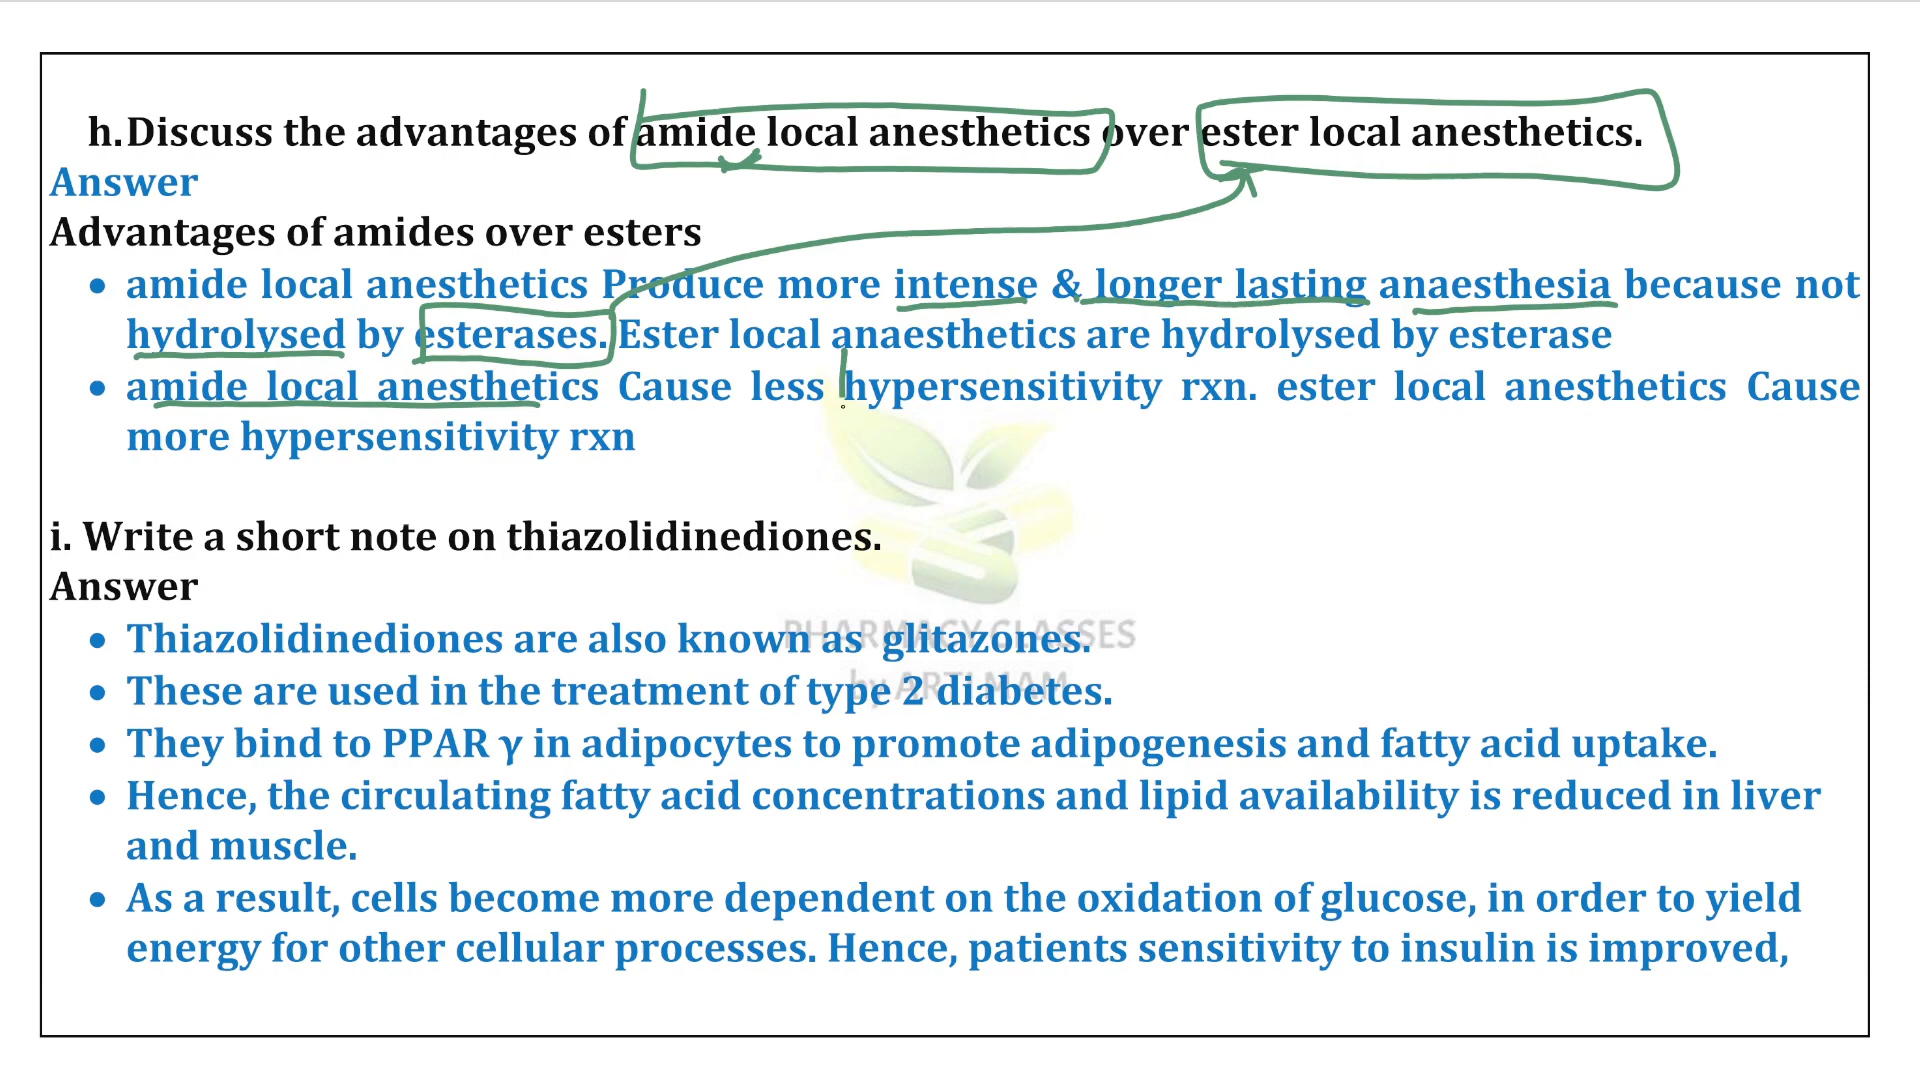 h. Discuss the advantages of amide local anesthetics over ester local anesthetics.
Answer
Advantages of amides over esters
• amide local anesthetics Produce more intense & longer lasting anaesthesia because not
hydrolysed by esterases. Ester local anaesthetics are hydrolysed by esterase
• amide local anesthetics Cause less hypersensitivity rxn. ester local anesthetics Cause
more hypersensitivity rxn
i. Write a short note on thiazolidinediones.
Answer
• Thiazolidinediones are also known as glitazones.
PHARMACY CLASSES
• These are used in the treatment of type 2 diabetes.
by ARTI MAM
• They bind to PPAR γ in adipocytes to promote adipogenesis and fatty acid uptake.
• Hence, the circulating fatty acid concentrations and lipid availability is reduced in liver
and muscle.
• As a result, cells become more dependent on the oxidation of glucose, in order to yield
energy for other cellular processes. Hence, patients sensitivity to insulin is improved,